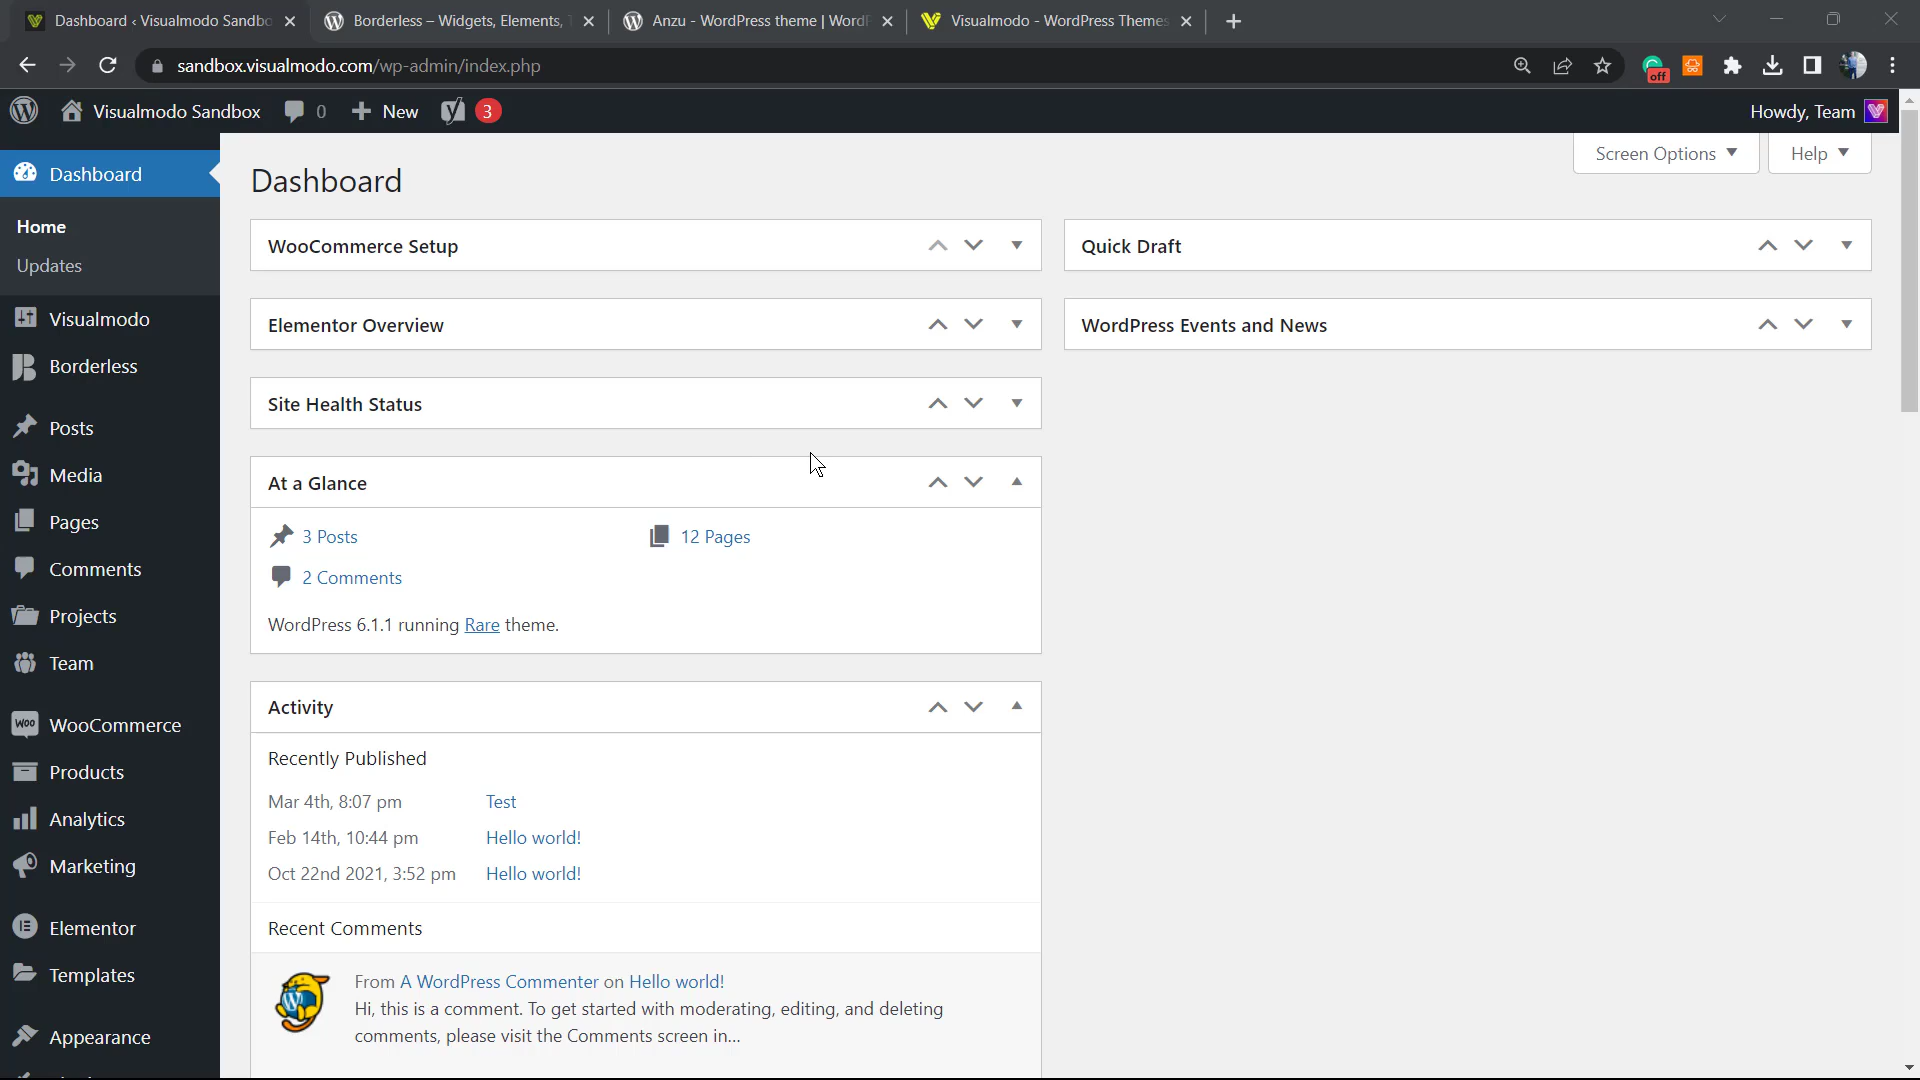 Dashboard ‹ Visualmodo Sandbo
Borderless – Widgets, Elements,
Anzu - WordPress theme | Word
Visualmodo - WordPress Themes
sandbox.visualmodo.com/wp-admin/index.php
off
Visualmodo Sandbox
0
New
3
Howdy, Team
Screen Options
Help
Dashboard
Home
Updates
Visualmodo
Borderless
Posts
Media
Pages
Comments
Projects
Team
WooCommerce
Products
Analytics
Marketing
Elementor
Templates
Appearance
Dashboard
WooCommerce Setup
Elementor Overview
Site Health Status
At a Glance
3 Posts
12 Pages
2 Comments
WordPress 6.1.1 running Rare theme.
Activity
Recently Published
Mar 4th, 8:07 pm Test
Feb 14th, 10:44 pm Hello world!
Oct 22nd 2021, 3:52 pm Hello world!
Recent Comments
From A WordPress Commenter on Hello world!
Hi, this is a comment. To get started with moderating, editing, and deleting
comments, please visit the Comments screen in...
Quick Draft
WordPress Events and News